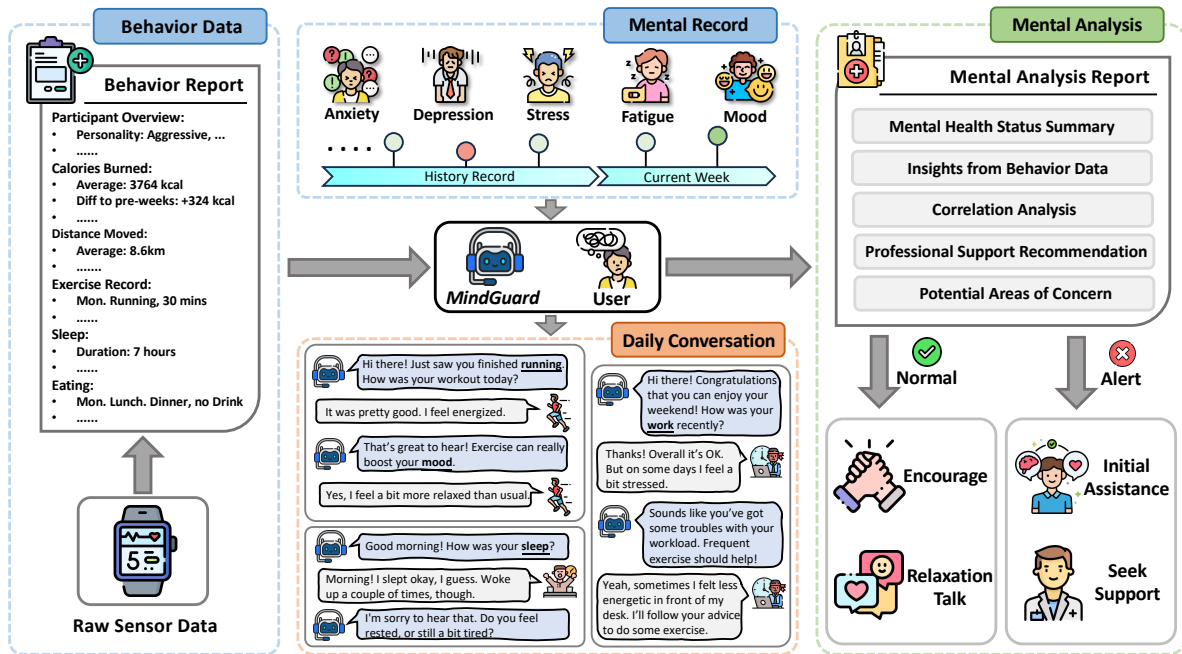 Behavior Data
Behavior Report
Participant Overview:
• Personality: Aggressive, ...
• ......
Calories Burned:
• Average: 3764 kcal
• Diff to pre-weeks: +324 kcal
• ......
Distance Moved:
• Average: 8.6km
• .......
Exercise Record:
• Mon. Running, 30 mins
• ......
Sleep:
• Duration: 7 hours
• ......
Eating:
• Mon. Lunch. Dinner, no Drink
• ......
5
Raw Sensor Data
Mental Record
Anxiety
Depression
Stress
Fatigue
Mood
. . . .
History Record
Current Week
MindGuard
User
Daily Conversation
Hi there! Just saw you finished running.
How was your workout today?
It was pretty good. I feel energized.
That's great to hear! Exercise can really
boost your mood.
Yes, I feel a bit more relaxed than usual.
Good morning! How was your sleep?
Morning! I slept okay, I guess. Woke
up a couple of times, though.
I'm sorry to hear that. Do you feel
rested, or still a bit tired?
Hi there! Congratulations
that you can enjoy your
weekend! How was your
work recently?
Thanks! Overall it's OK.
But on some days I feel a
bit stressed.
Sounds like you've got
some troubles with your
workload. Frequent
exercise should help!
Yeah, sometimes I felt less
energetic in front of my
desk. I'll follow your advice
to do some exercise.
Mental Analysis
Mental Analysis Report
Mental Health Status Summary
Insights from Behavior Data
Correlation Analysis
Professional Support Recommendation
Potential Areas of Concern
Normal
Alert
Encourage
Relaxation
Talk
Initial
Assistance
Seek
Support